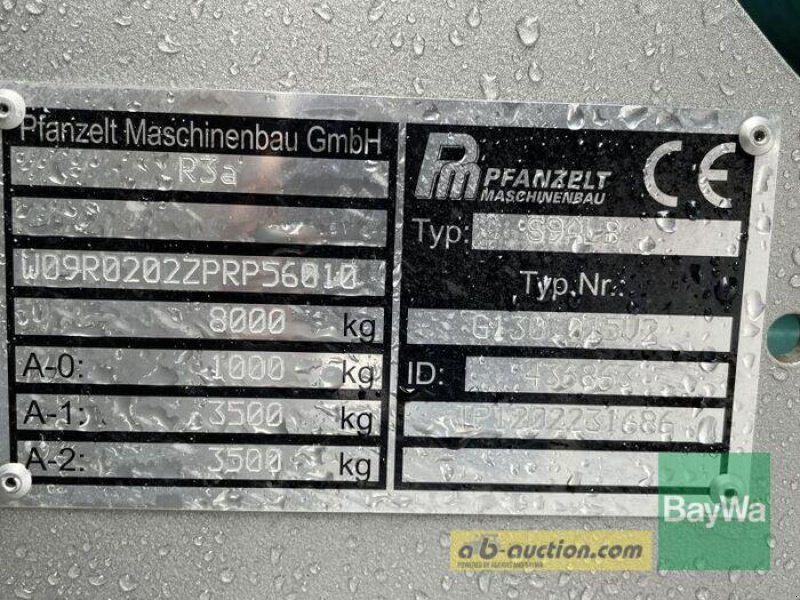 Pfanzelt Maschinenbau GmbH
R3a
W09R0202ZPRP56010
8000 kg
A-0: 1000 kg
A-1: 3500 kg
A-2: 3500 kg
Pm PFANZELT
MASCHINENBAU
CE
Typ:
Typ.Nr.:
ID:
BayWa
ab-auction.com